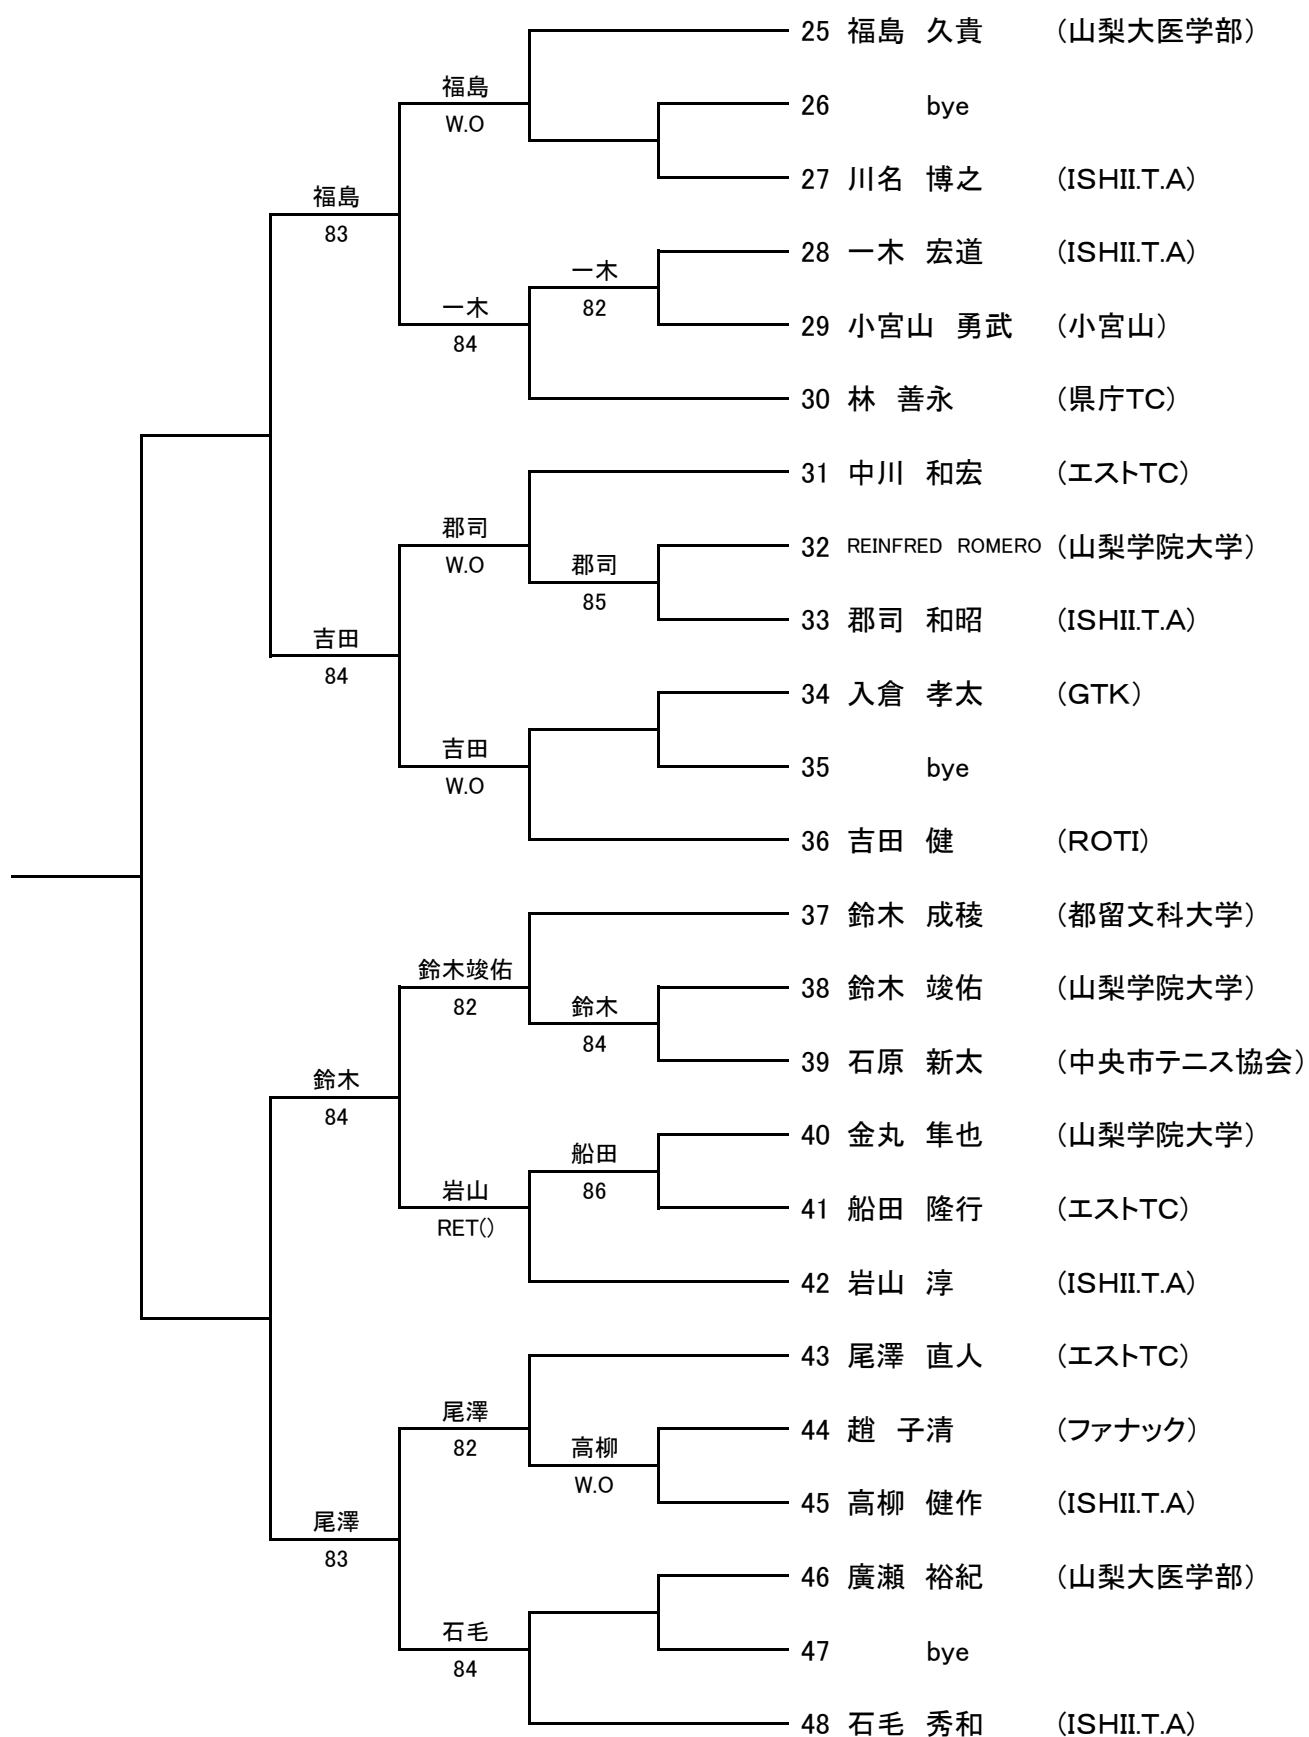 25 福島 久貴 （山梨大医学部）
福島
26 bye
W.O
27 川名 博之 （ISHII.T.A）
福島
83
28 一木 宏道 （ISHII.T.A）
一木
一木
82
29 小宮山 勇武 （小宮山）
84
30 林 善永 （県庁TC）
31 中川 和宏 （エストTC）
郡司
32 REINFRED ROMERO （山梨学院大学）
W.O
郡司
85
33 郡司 和昭 （ISHII.T.A）
吉田
84
34 入倉 孝太 （GTK）
吉田
35 bye
W.O
36 吉田 健 （ROTI）
37 鈴木 成稜 （都留文科大学）
鈴木竣佑
38 鈴木 竣佑 （山梨学院大学）
82
鈴木
84
39 石原 新太 （中央市テニス協会）
鈴木
84
40 金丸 隼也 （山梨学院大学）
船田
岩山
86
41 船田 隆行 （エストTC）
RET()
42 岩山 淳 （ISHII.T.A）
43 尾澤 直人 （エストTC）
尾澤
44 趙 子清 （ファナック）
82
高柳
W.O
45 高柳 健作 （ISHII.T.A）
尾澤
83
46 廣瀬 裕紀 （山梨大医学部）
石毛
47 bye
84
48 石毛 秀和 （ISHII.T.A）